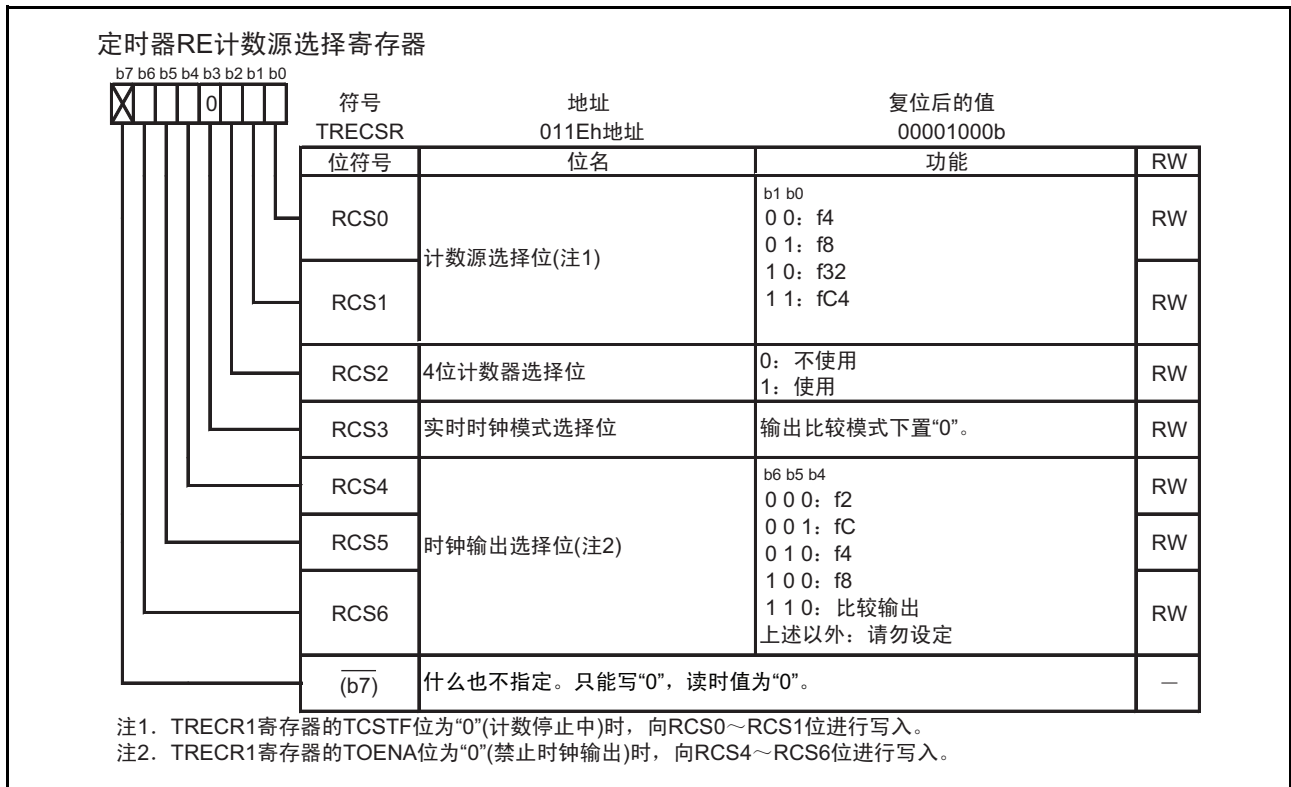 定时器RE计数源选择寄存器
b7 b6 b5 b4 b3 b2 b1 b0
0
符号 地址 复位后的值
TRECSR 011Eh地址 00001000b
位符号 位名 功能 RW
RCS0 计数源选择位(注1) RW
b1 b0
0 0：f4
0 1：f8
1 0：f32
1 1：fC4
RCS1 RW
RCS2 4位计数器选择位 RW
0：不使用
1：使用
RCS3 实时时钟模式选择位 输出比较模式下置“0”。 RW
RCS4 RW
b6 b5 b4
0 0 0：f2
0 0 1：fC
RCS5 时钟输出选择位(注2) RW
0 1 0：f4
1 0 0：f8
RCS6 RW
1 1 0：比较输出
上述以外：请勿设定
(b7) 什么也不指定。只能写“0”，读时值为“0”。 —
注1．TRECR1寄存器的TCSTF位为“0”(计数停止中)时，向RCS0～RCS1位进行写入。
注2．TRECR1寄存器的TOENA位为“0”(禁止时钟输出)时，向RCS4～RCS6位进行写入。